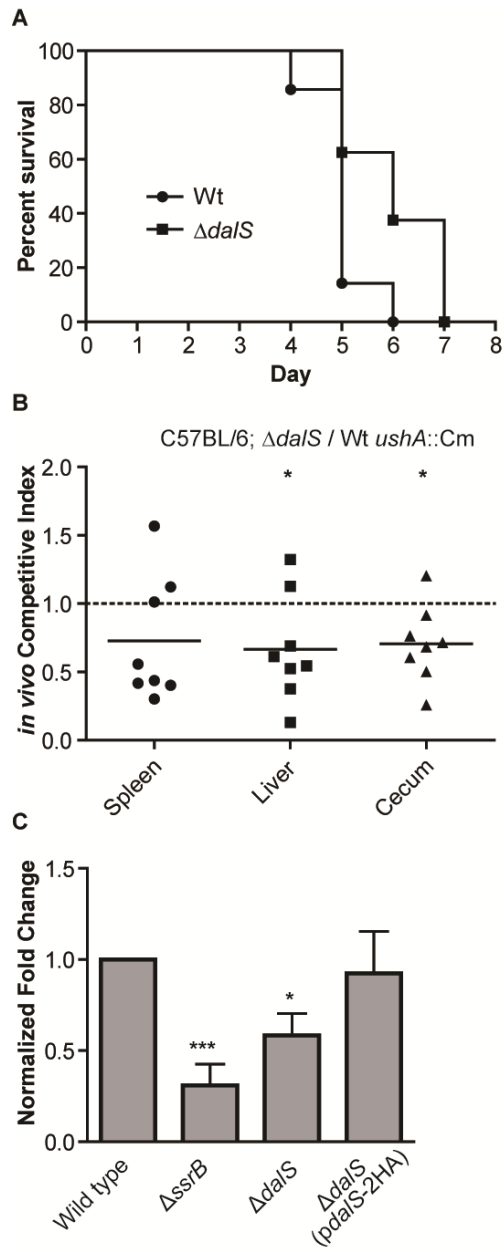 A
Percent survival
100
80
60
40
20
0
Wt
ΔdalS
0 1 2 3 4 5 6 7 8
Day
B
C57BL/6; ΔdalS / Wt ushA::Cm
in vivo Competitive Index
2.0
1.5
1.0
0.5
0.0
* *
Spleen Liver Cecum
C
Normalized Fold Change
1.5
1.0
0.5
0.0
*** *
Wild type ΔssrB ΔdalS ΔdalS
(pdalS-2HA)